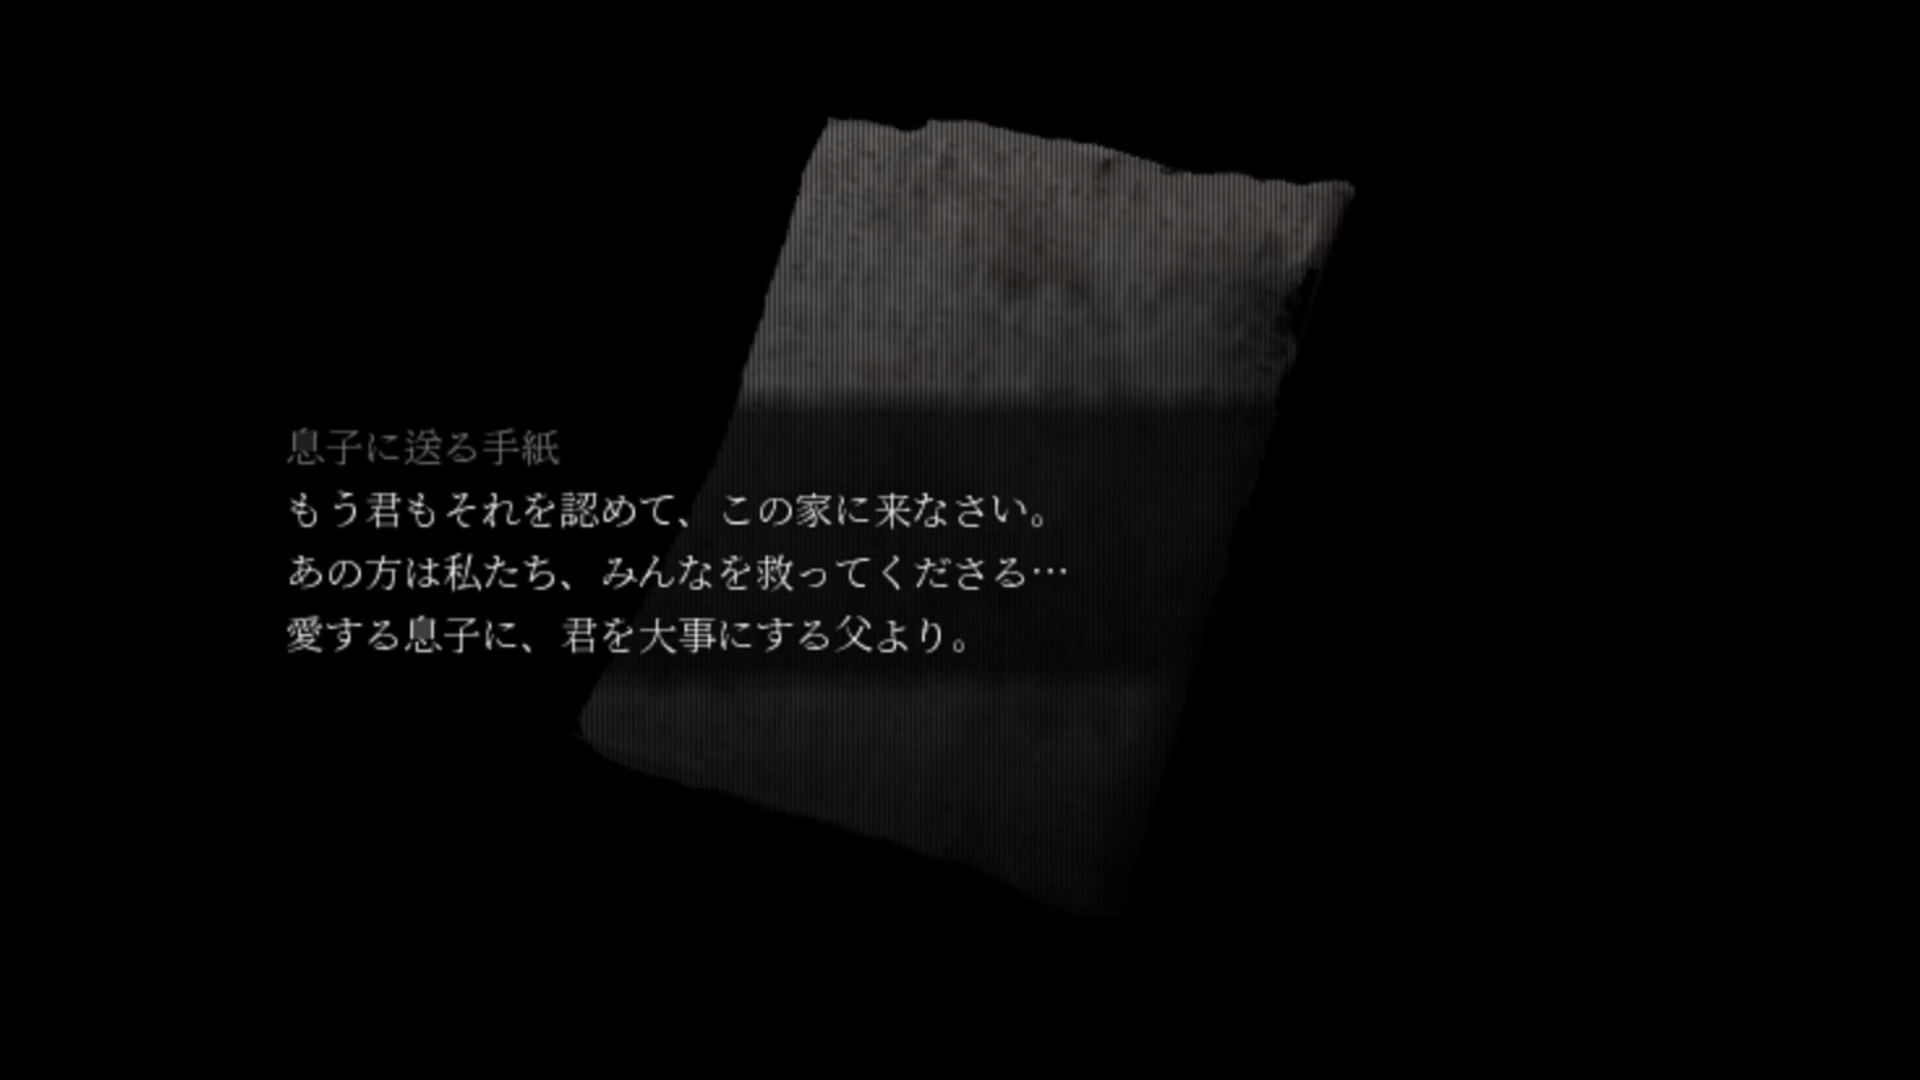 息子に送る手紙
もう君もそれを認めて、この家に来なさい。
あの方は私たち、みんなを救ってくださる…
愛する息子に、君を大事にする父より。